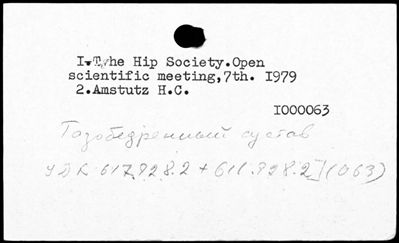 I.The Hip Society.Open
scientific meeting,7th. I979
2.Amstutz H.C.
I000063
Тазобедренный сустав
УДК 617.928.2 + 611.928.2](063)